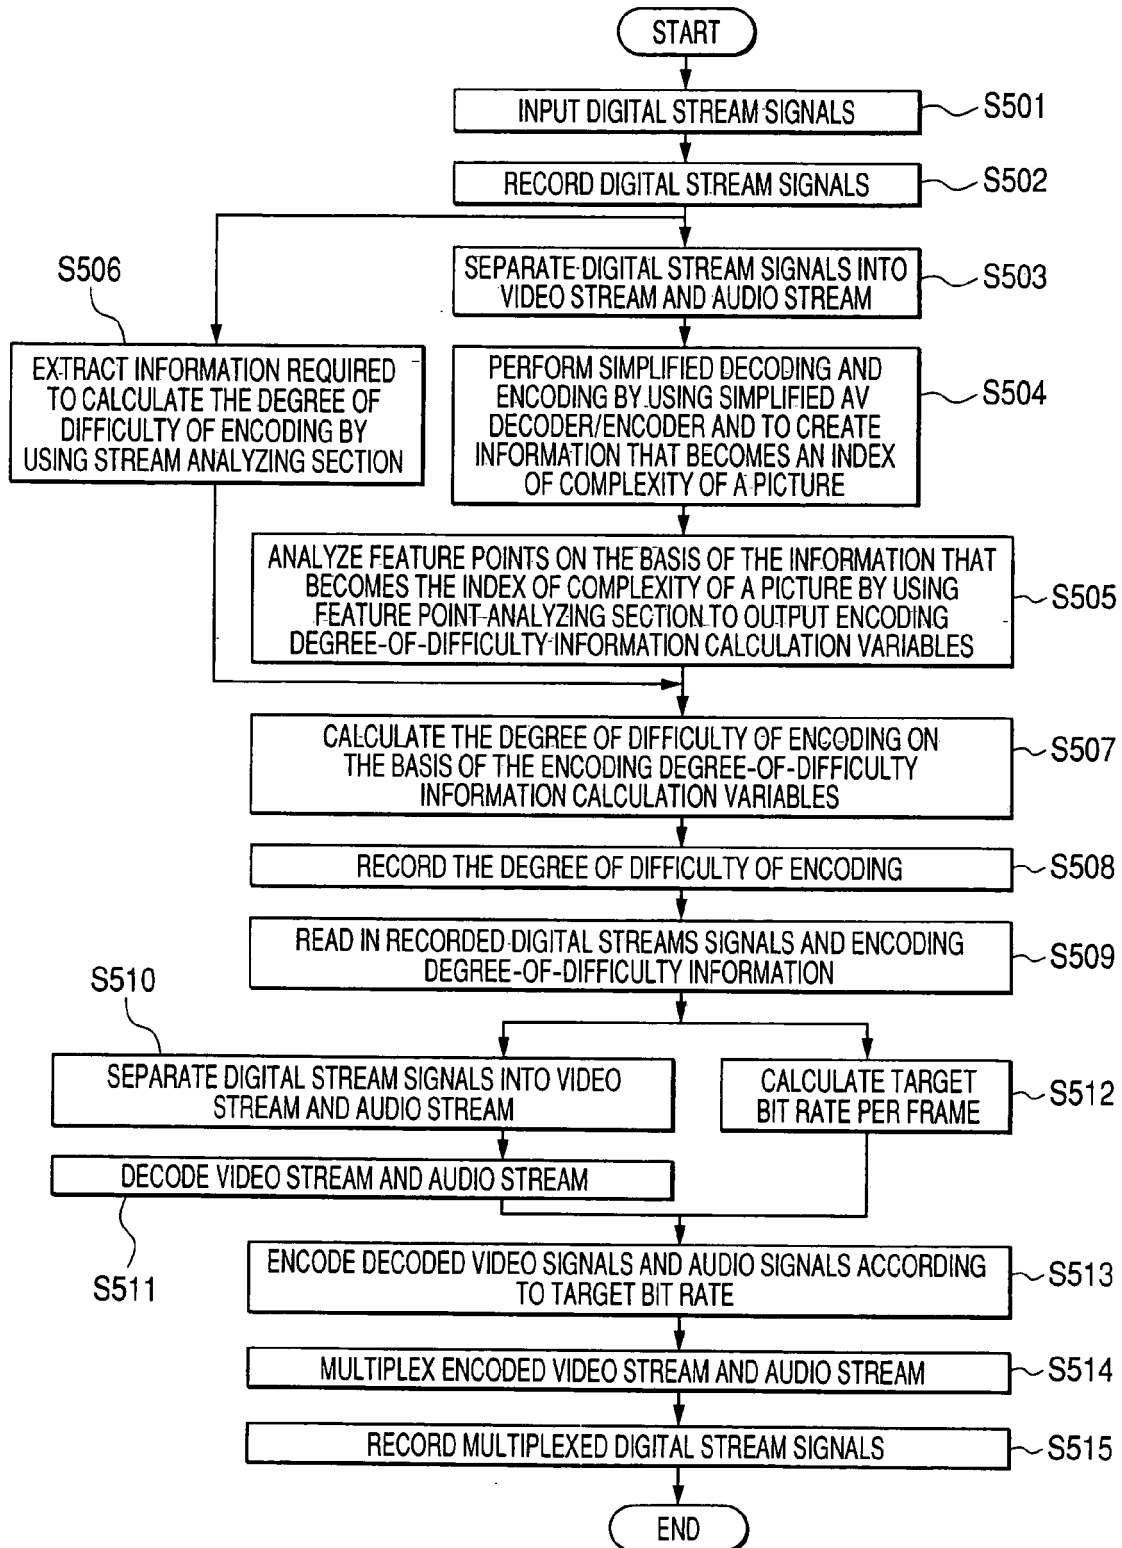 START
INPUT DIGITAL STREAM SIGNALS
S501
RECORD DIGITAL STREAM SIGNALS
S502
SEPARATE DIGITAL STREAM SIGNALS INTO
VIDEO STREAM AND AUDIO STREAM
S503
S506
EXTRACT INFORMATION REQUIRED
TO CALCULATE THE DEGREE OF
DIFFICULTY OF ENCODING BY
USING STREAM ANALYZING SECTION
PERFORM SIMPLIFIED DECODING AND
ENCODING BY USING SIMPLIFIED AV
DECODER/ENCODER AND TO CREATE
INFORMATION THAT BECOMES AN INDEX
OF COMPLEXITY OF A PICTURE
S504
ANALYZE FEATURE POINTS ON THE BASIS OF THE INFORMATION THAT
BECOMES THE INDEX OF COMPLEXITY OF A PICTURE BY USING
FEATURE POINT-ANALYZING SECTION TO OUTPUT ENCODING
DEGREE-OF-DIFFICULTY-INFORMATION CALCULATION VARIABLES
S505
CALCULATE THE DEGREE OF DIFFICULTY OF ENCODING ON
THE BASIS OF THE ENCODING DEGREE-OF-DIFFICULTY
INFORMATION CALCULATION VARIABLES
S507
RECORD THE DEGREE OF DIFFICULTY OF ENCODING
S508
READ IN RECORDED DIGITAL STREAMS SIGNALS AND ENCODING
DEGREE-OF-DIFFICULTY INFORMATION
S509
S510
SEPARATE DIGITAL STREAM SIGNALS INTO VIDEO
STREAM AND AUDIO STREAM
CALCULATE TARGET
BIT RATE PER FRAME
S512
DECODE VIDEO STREAM AND AUDIO STREAM
S511
ENCODE DECODED VIDEO SIGNALS AND AUDIO SIGNALS ACCORDING
TO TARGET BIT RATE
S513
MULTIPLEX ENCODED VIDEO STREAM AND AUDIO STREAM
S514
RECORD MULTIPLEXED DIGITAL STREAM SIGNALS
S515
END